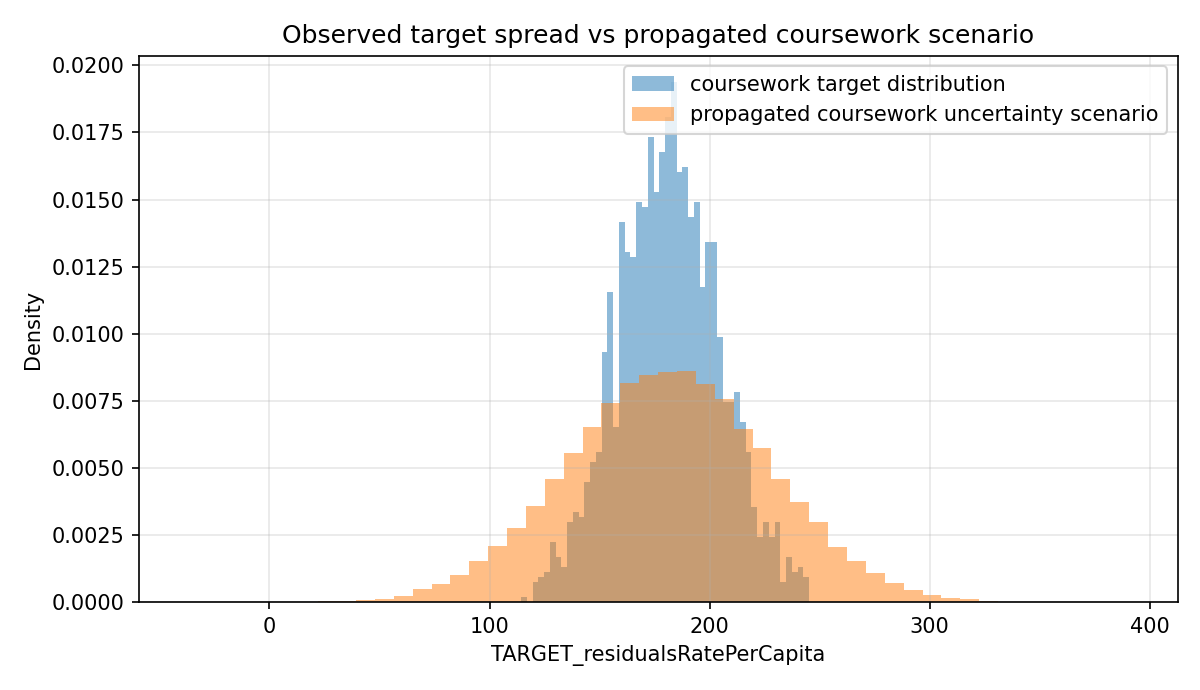 Observed target spread vs propagated coursework scenario
coursework target distribution
propagated coursework uncertainty scenario
Density
0.0200
0.0175
0.0150
0.0125
0.0100
0.0075
0.0050
0.0025
0.0000
0
100
200
300
400
TARGET_residualsRatePerCapita